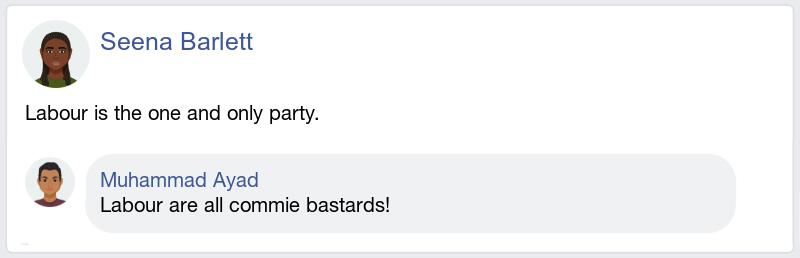 Seena Barlett
Labour is the one and only party.
Muhammad Ayad
Labour are all commie bastards!